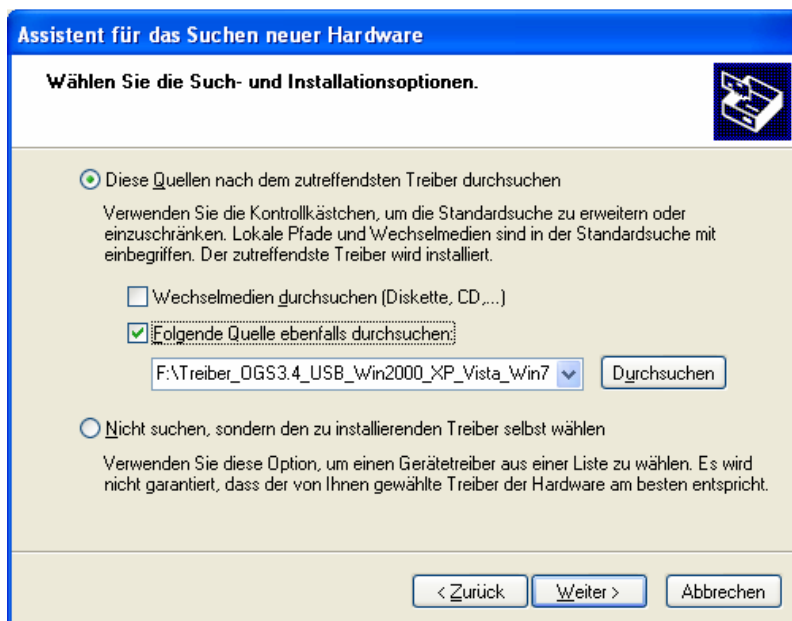 Assistent für das Suchen neuer Hardware
Wählen Sie die Such- und Installationsoptionen.
Diese Quellen nach dem zutreffendsten Treiber durchsuchen
Verwenden Sie die Kontrollkästchen, um die Standardsuche zu erweitern oder
einzuschränken. Lokale Pfade und Wechselmedien sind in der Standardsuche mit
einbegriffen. Der zutreffendste Treiber wird installiert.
Wechselmedien durchsuchen (Diskette, CD,...)
Folgende Quelle ebenfalls durchsuchen:
F:\Treiber_OGS3.4_USB_Win2000_XP_Vista_Win7 Durchsuchen
Nicht suchen, sondern den zu installierenden Treiber selbst wählen
Verwenden Sie diese Option, um einen Gerätetreiber aus einer Liste zu wählen. Es wird
nicht garantiert, dass der von Ihnen gewählte Treiber der Hardware am besten entspricht.
< Zurück Weiter > Abbrechen